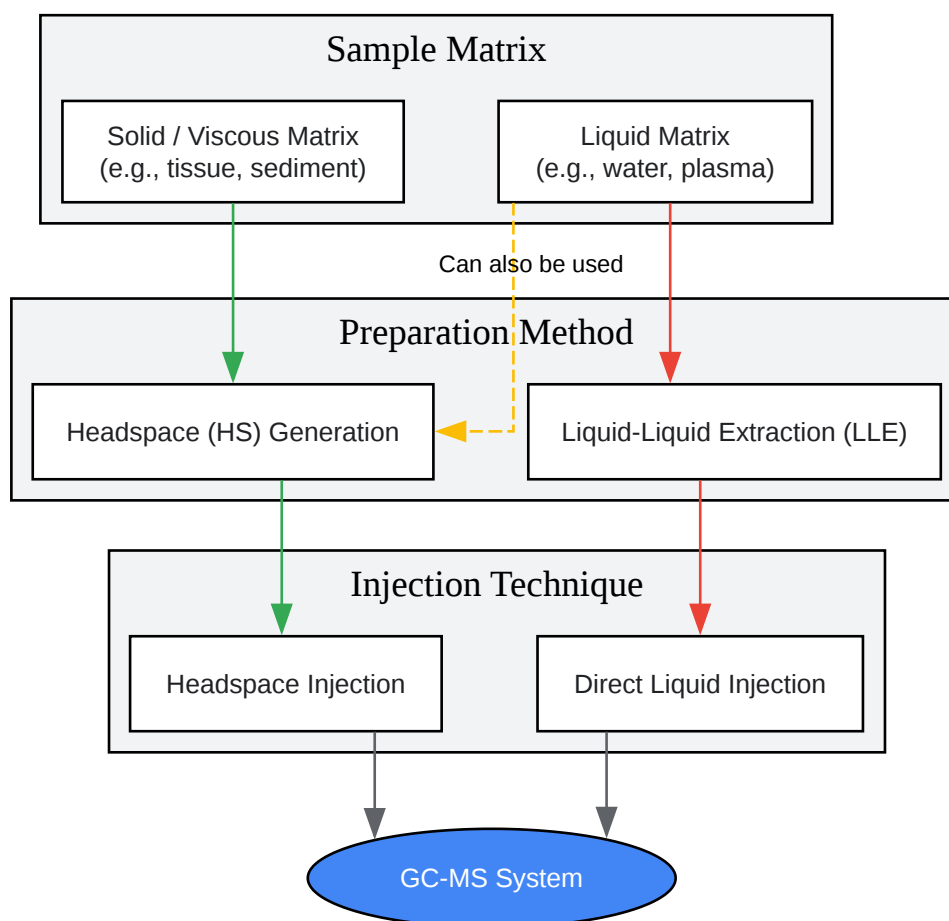 Sample Matrix
Solid / Viscous Matrix
(e.g., tissue, sediment)
Liquid Matrix
(e.g., water, plasma)
Can also be used
Preparation Method
Headspace (HS) Generation
Liquid-Liquid Extraction (LLE)
Injection Technique
Headspace Injection
Direct Liquid Injection
GC-MS System